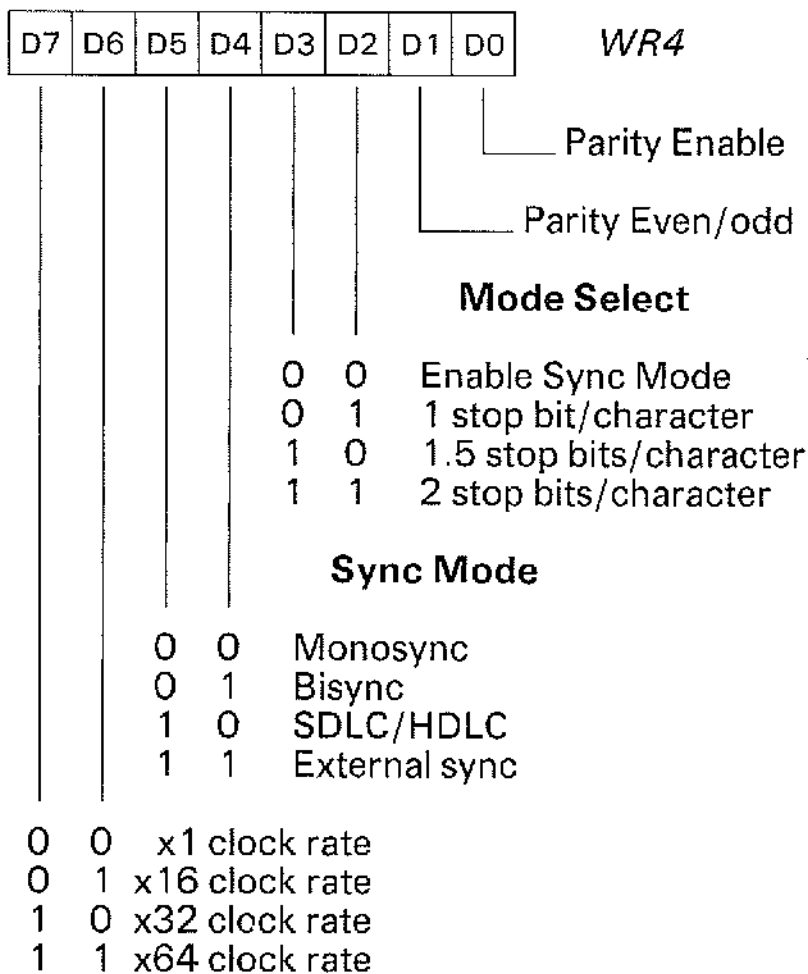 D7 D6 D5 D4 D3 D2 D1 D0 WR4
Parity Enable
Parity Even/odd
Mode Select
0 0 Enable Sync Mode
0 1 1 stop bit/character
1 0 1.5 stop bits/character
1 1 2 stop bits/character
Sync Mode
0 0 Monosync
0 1 Bisync
1 0 SDLC/HDLC
1 1 External sync
0 0 x1 clock rate
0 1 x16 clock rate
1 0 x32 clock rate
1 1 x64 clock rate